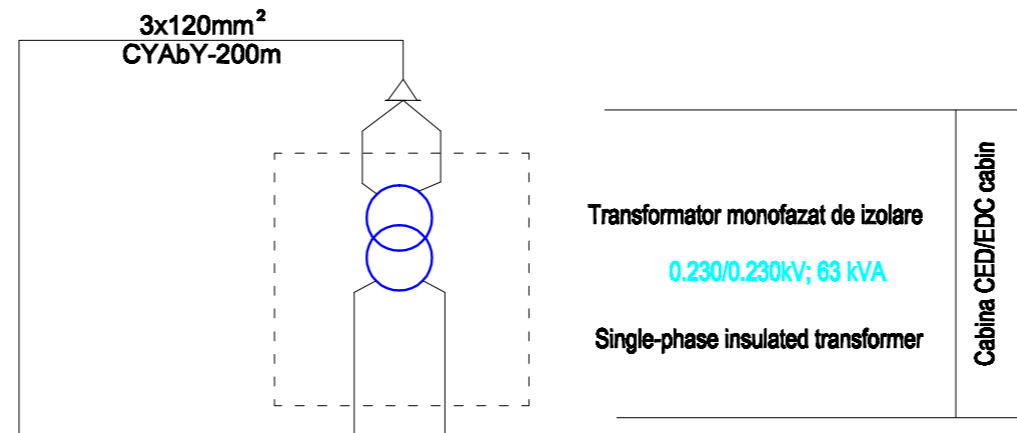 3x120mm²
CYAbY-200m
Transformator monofazat de izolare
0.230/0.230kV; 63 kVA
Single-phase insulated transformer
Cabina CED/EDC cabin